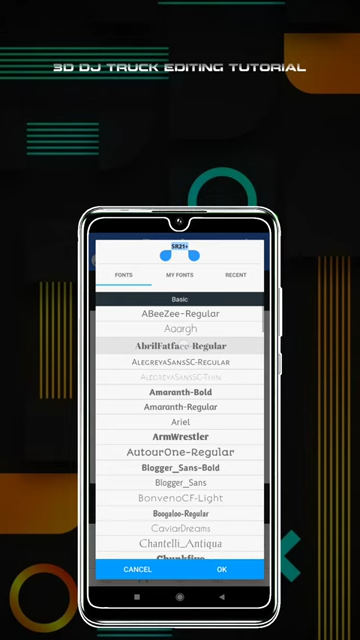 3D DJ TRUCK EDITING TUTORIAL
SR21+
FONTS
MY FONTS
RECENT
Basic
ABeeZee-Regular
Aaargh
AbrilFatface-Regular
AlegreyaSansSC-Regular
AlegreyaSansSC-Thin
Amaranth-Bold
Amaranth-Regular
Ariel
ArmWrestler
AutourOne-Regular
Blogger_Sans-Bold
Blogger_Sans
BonvenoCF-Light
Boogaloo-Regular
CaviarDreams
Chantelli_Antiqua
Chunkfive
CANCEL
OK